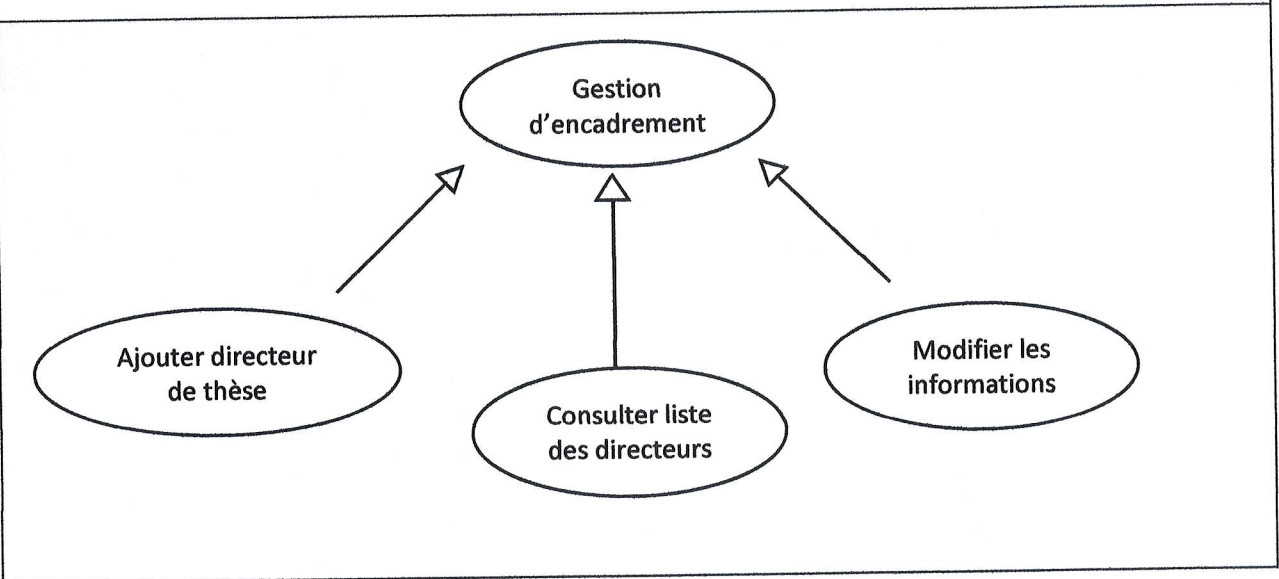 Gestion
d'encadrement
Ajouter directeur
de thèse
Consulter liste
des directeurs
Modifier les
informations